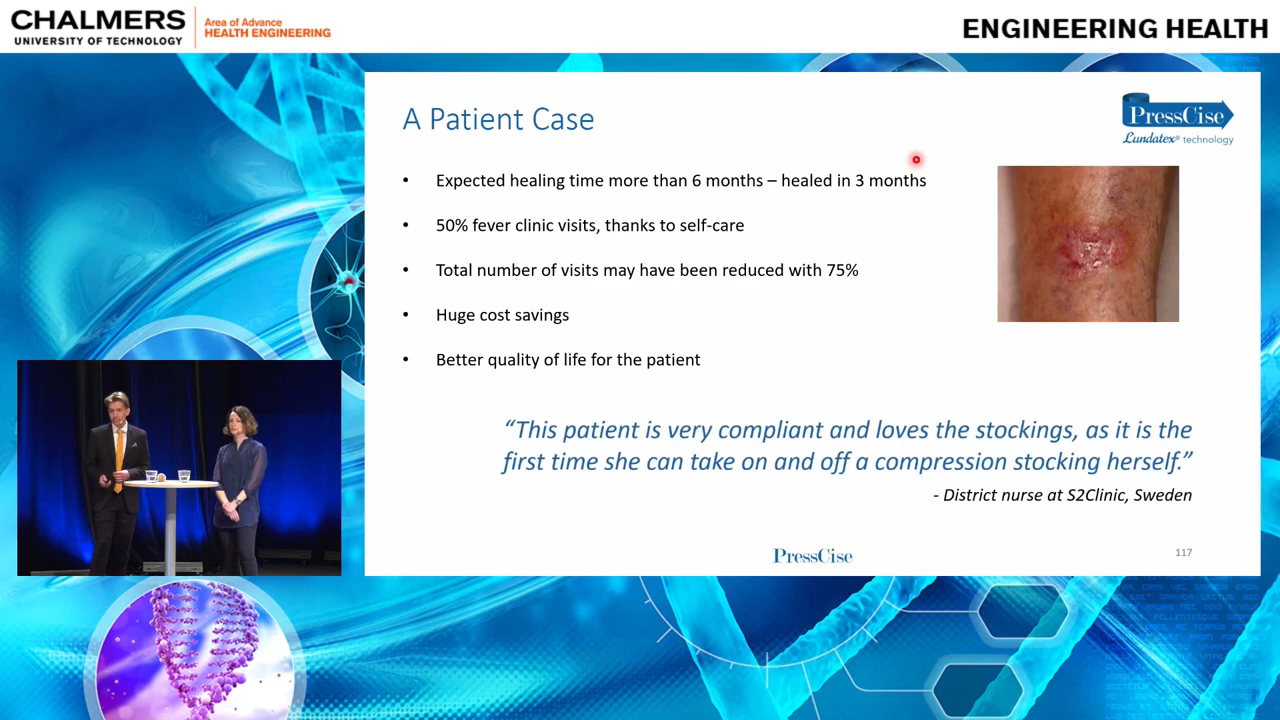 CHALMERS
UNIVERSITY OF TECHNOLOGY
Area of Advance
HEALTH ENGINEERING
ENGINEERING HEALTH
A Patient Case
PressCise
Lundatex® technology
• Expected healing time more than 6 months – healed in 3 months
• 50% fever clinic visits, thanks to self-care
• Total number of visits may have been reduced with 75%
• Huge cost savings
• Better quality of life for the patient
“This patient is very compliant and loves the stockings, as it is the
first time she can take on and off a compression stocking herself.”
- District nurse at S2Clinic, Sweden
PressCise
117